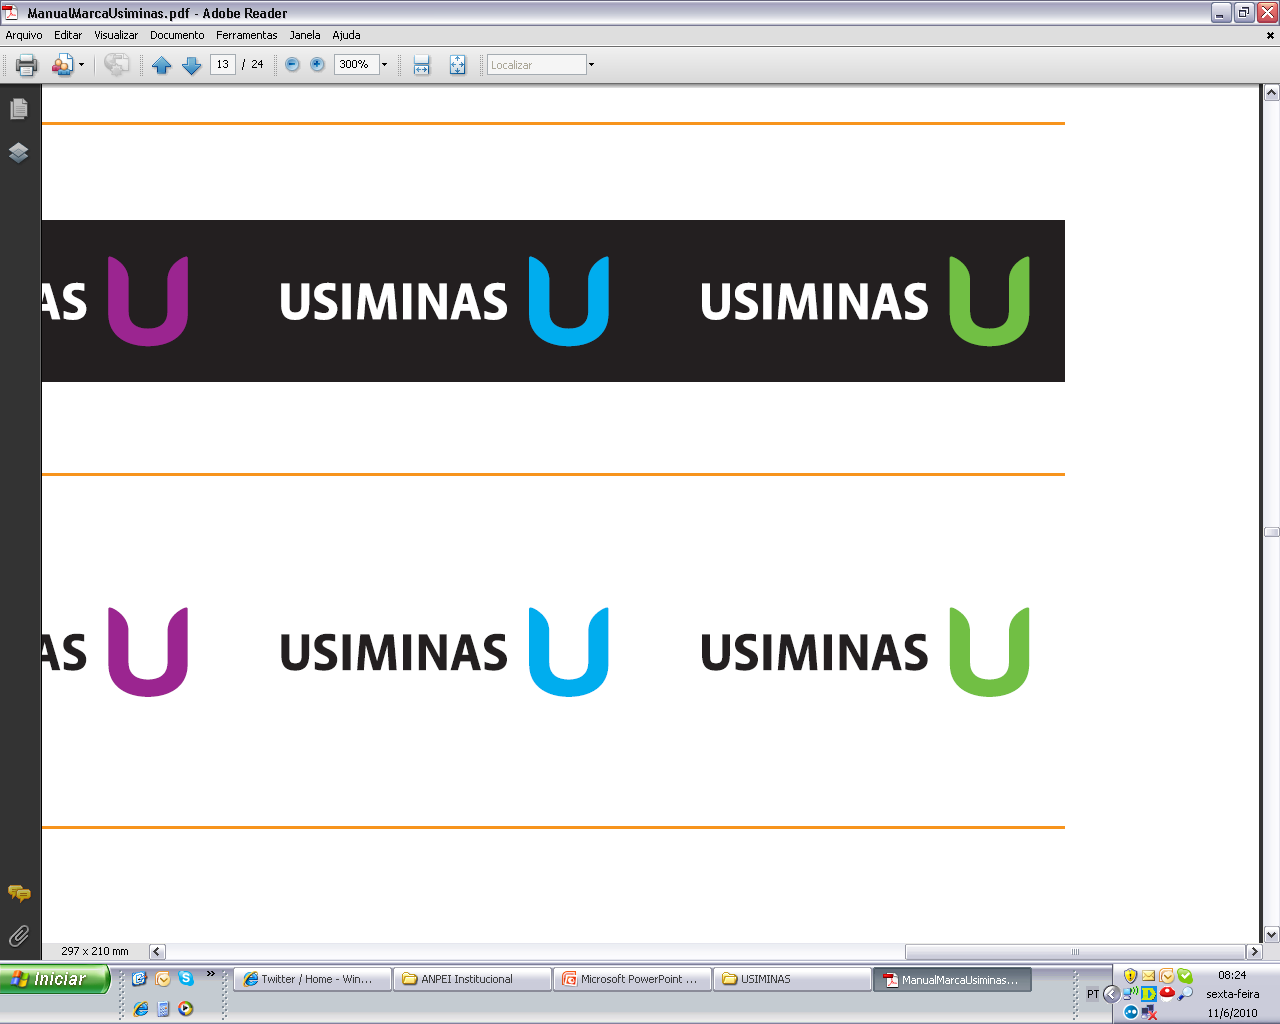 ManualMarcaUsiminas.pdf - Adobe Reader
Arquivo Editar Visualizar Documento Ferramentas Janela Ajuda
13 / 24 300% Localizar
AS U USIMINAS U USIMINAS U
AS U USIMINAS U USIMINAS U
297 x 210 mm
Iniciar » Twitter / Home - Win... ANPEI Institucional Microsoft PowerPoint ... USIMINAS ManualMarcaUsiminas... PT 08:24
sexta-feira
11/6/2010